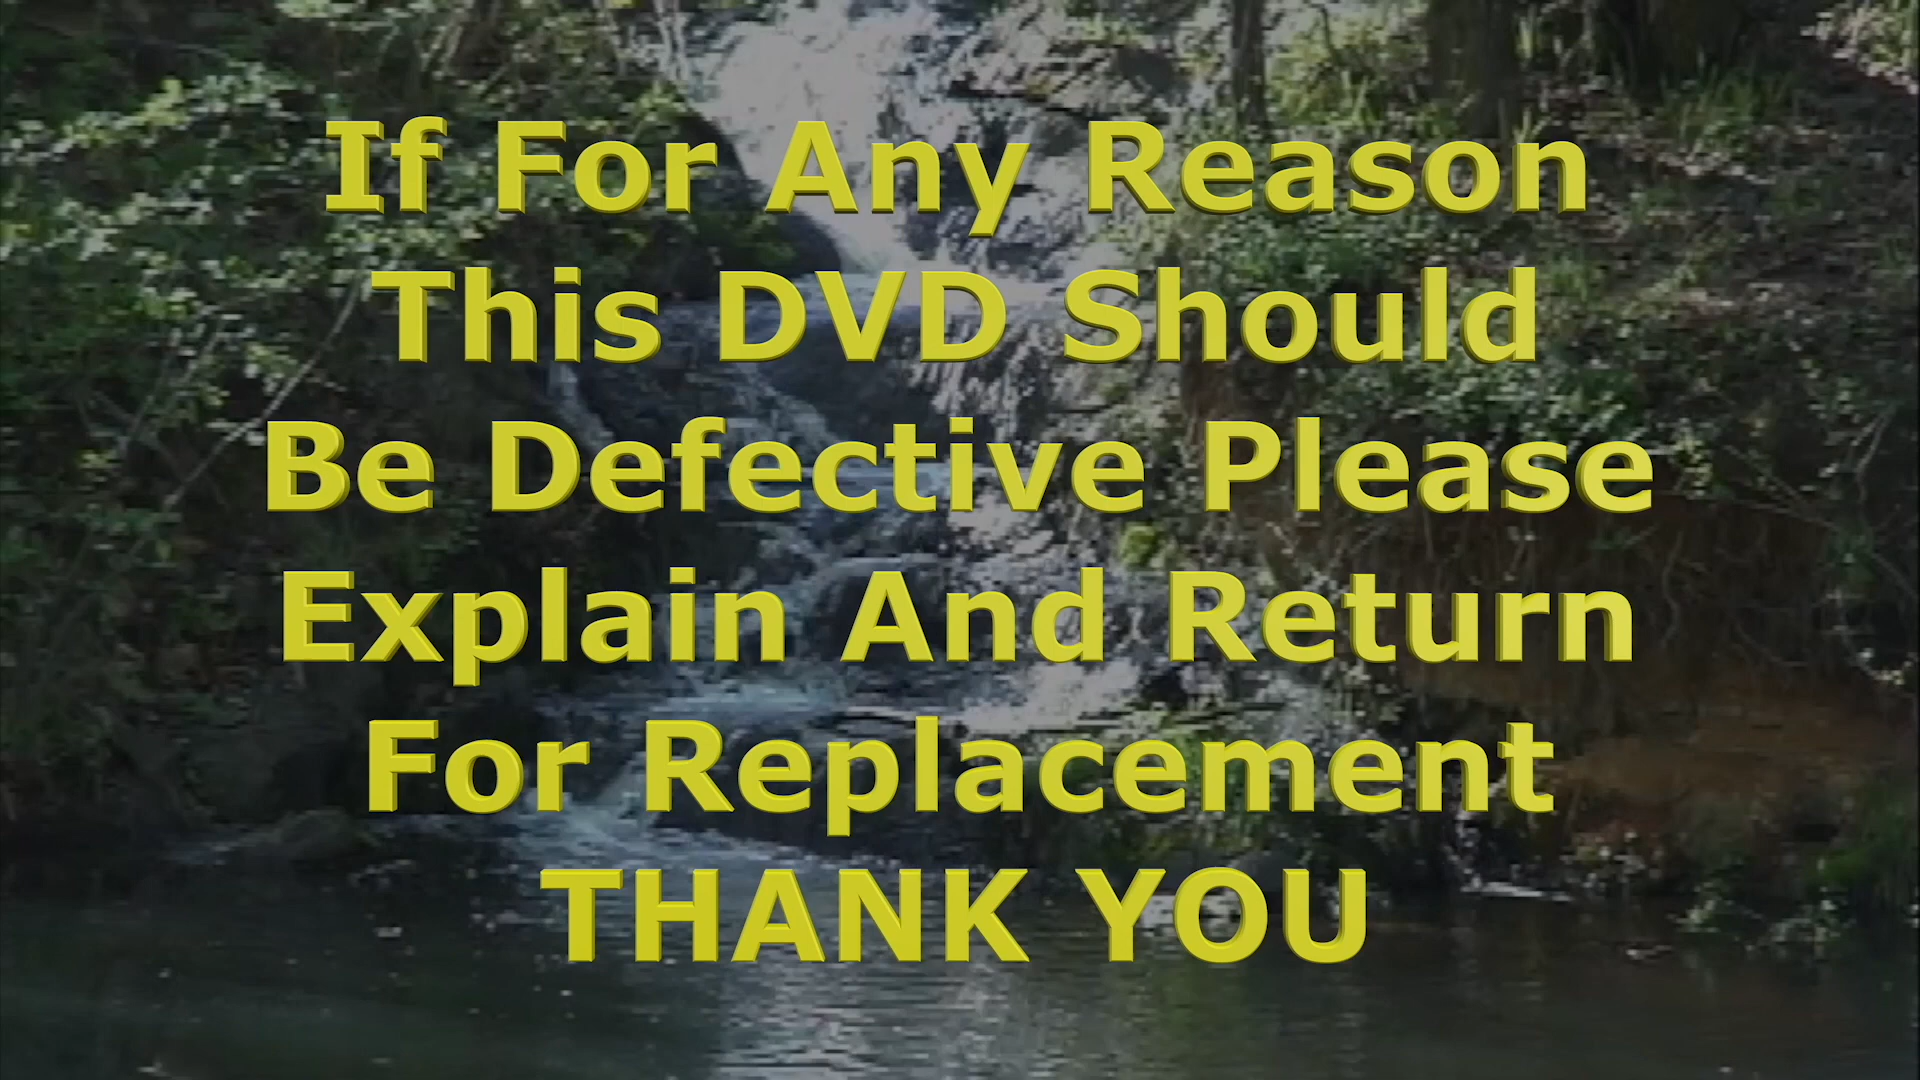 If For Any Reason
This DVD Should
Be Defective Please
Explain And Return
For Replacement
THANK YOU